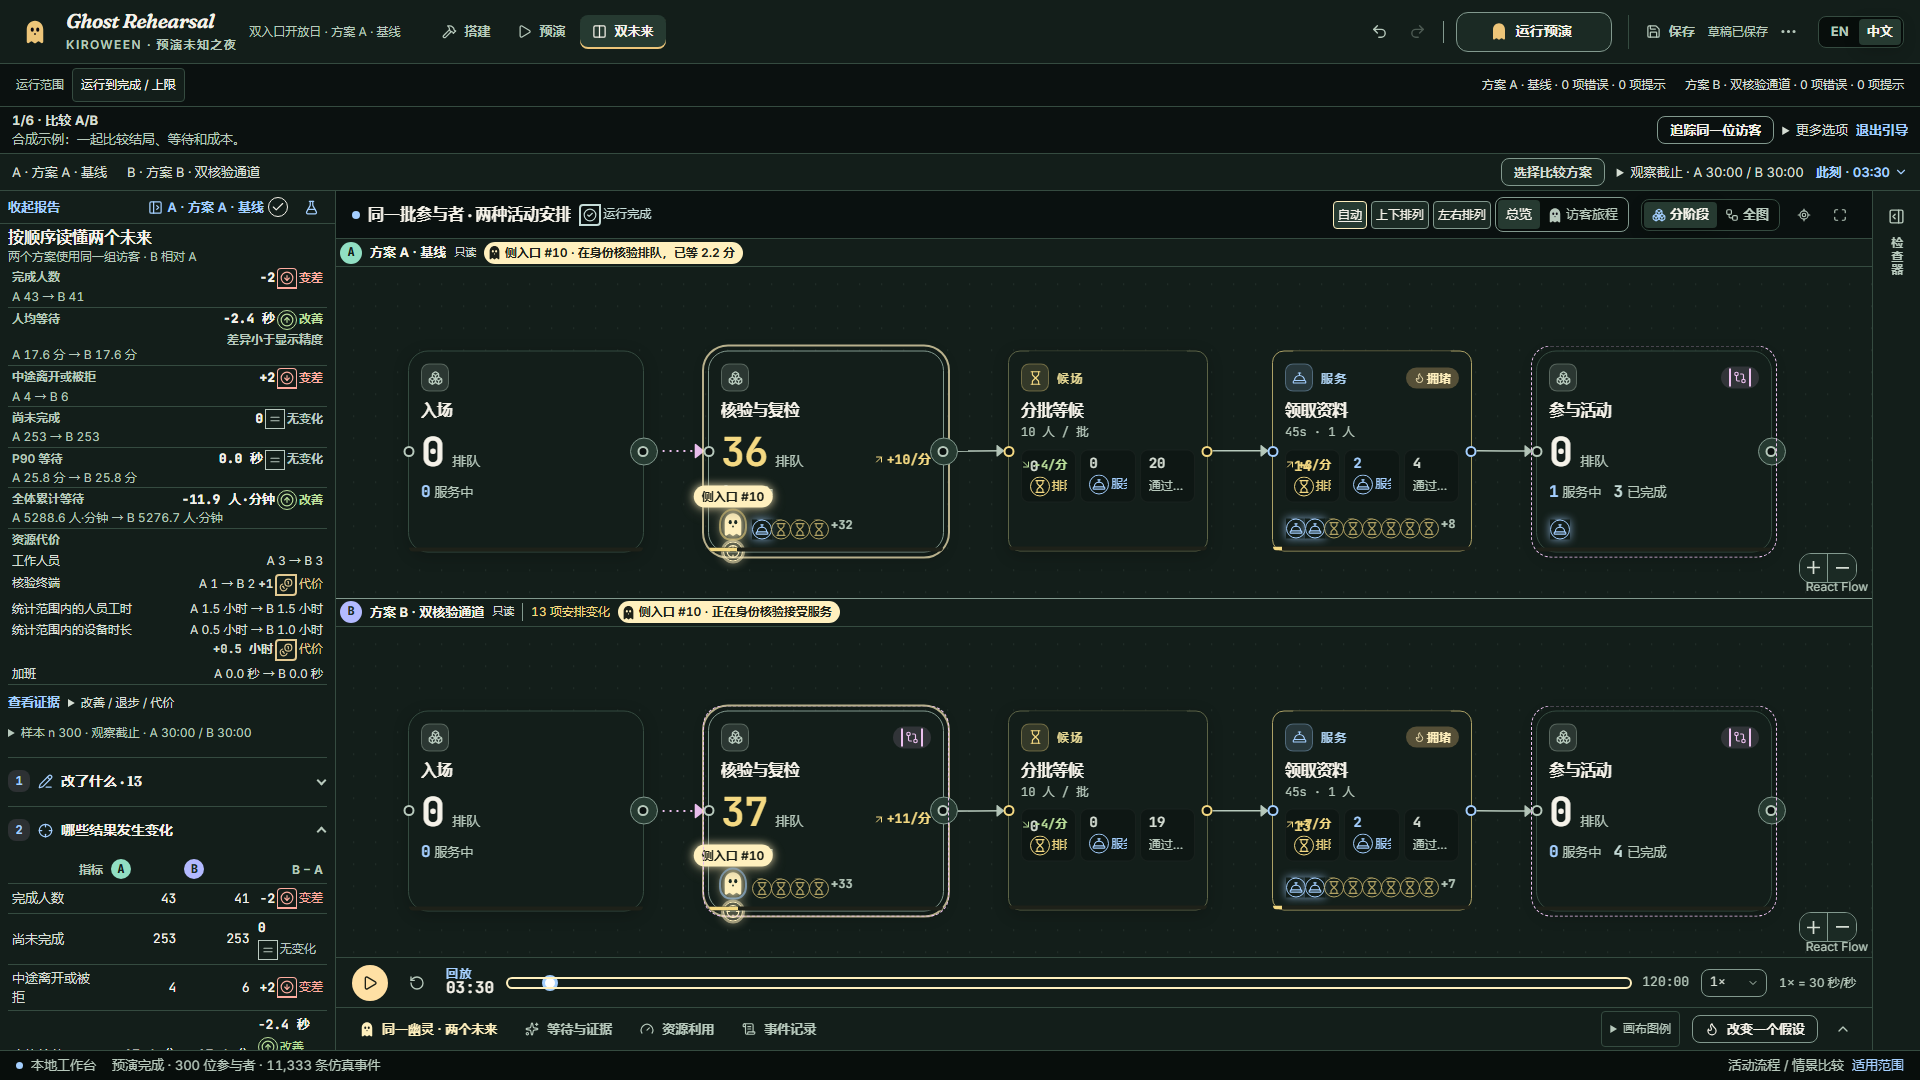 Ghost Rehearsal
KIROWEEN · 预演未知之夜
双入口开放日 · 方案 A · 基线
搭建
预演
双未来
运行预演
保存
草稿已保存
EN
中文
运行范围
运行到完成 / 上限
方案 A · 基线 · 0 项错误 · 0 项提示
方案 B · 双核验通道 · 0 项错误 · 0 项提示
1/6 · 比较 A/B
合成示例：一起比较结局、等待和成本。
追踪同一位访客
更多选项
退出引导
A · 方案 A · 基线
B · 方案 B · 双核验通道
选择比较方案
观察截止 · A 30:00 / B 30:00
此刻 · 03:30
收起报告
A · 方案 A · 基线
按顺序读懂两个未来
两个方案使用同一组访客 · B 相对 A
完成人数
-2 变差
A 43 → B 41
人均等待
-2.4 秒 改善
差异小于显示精度
A 17.6 分 → B 17.6 分
中途离开或被拒
+2 变差
A 4 → B 6
尚未完成
0 = 无变化
A 253 → B 253
P90 等待
0.0 秒 = 无变化
A 25.8 分 → B 25.8 分
全体累计等待
-11.9 人·分钟 改善
A 5288.6 人·分钟 → B 5276.7 人·分钟
资源代价
工作人员
A 3 → B 3
核验终端
A 1 → B 2 +1 代价
统计范围内的人员工时
A 1.5 小时 → B 1.5 小时
统计范围内的设备时长
A 0.5 小时 → B 1.0 小时
+0.5 小时 代价
加班
A 0.0 秒 → B 0.0 秒
查看证据
改善 / 退步 / 代价
样本 n 300 · 观察截止 · A 30:00 / B 30:00
1 改了什么 · 13
2 哪些结果发生变化
指标 A B B − A
完成人数 43 41 -2 变差
尚未完成 253 253 0 = 无变化
中途离开或被拒 4 6 +2 变差
-2.4 秒
改善
同一批参与者 · 两种活动安排
运行完成
自动
上下排列
左右排列
总览
访客旅程
分阶段
全图
检查器
A 方案 A · 基线 只读
侧入口 #10 · 在身份核验排队，已等 2.2 分
入场
0 排队
0 服务中
核验与复检
36 排队
+10/分
侧入口 #10
+32
候场
分批等候
10 人 / 批
0
20
通过...
服务
拥堵
领取资料
45s · 1 人
2
4
通过...
+8
参与活动
0 排队
1 服务中 3 已完成
React Flow
B 方案 B · 双核验通道 只读
13 项安排变化
侧入口 #10 · 正在身份核验接受服务
入场
0 排队
0 服务中
核验与复检
37 排队
+11/分
侧入口 #10
+33
候场
分批等候
10 人 / 批
0
19
通过...
服务
拥堵
领取资料
45s · 1 人
2
4
通过...
+7
参与活动
0 排队
0 服务中 4 已完成
React Flow
回放
03:30
120:00
1×
1× = 30 秒/秒
同一幽灵 · 两个未来
等待与证据
资源利用
事件记录
画布图例
改变一个假设
本地工作台
预演完成 · 300 位参与者 · 11,333 条仿真事件
活动流程 / 情景比较
适用范围